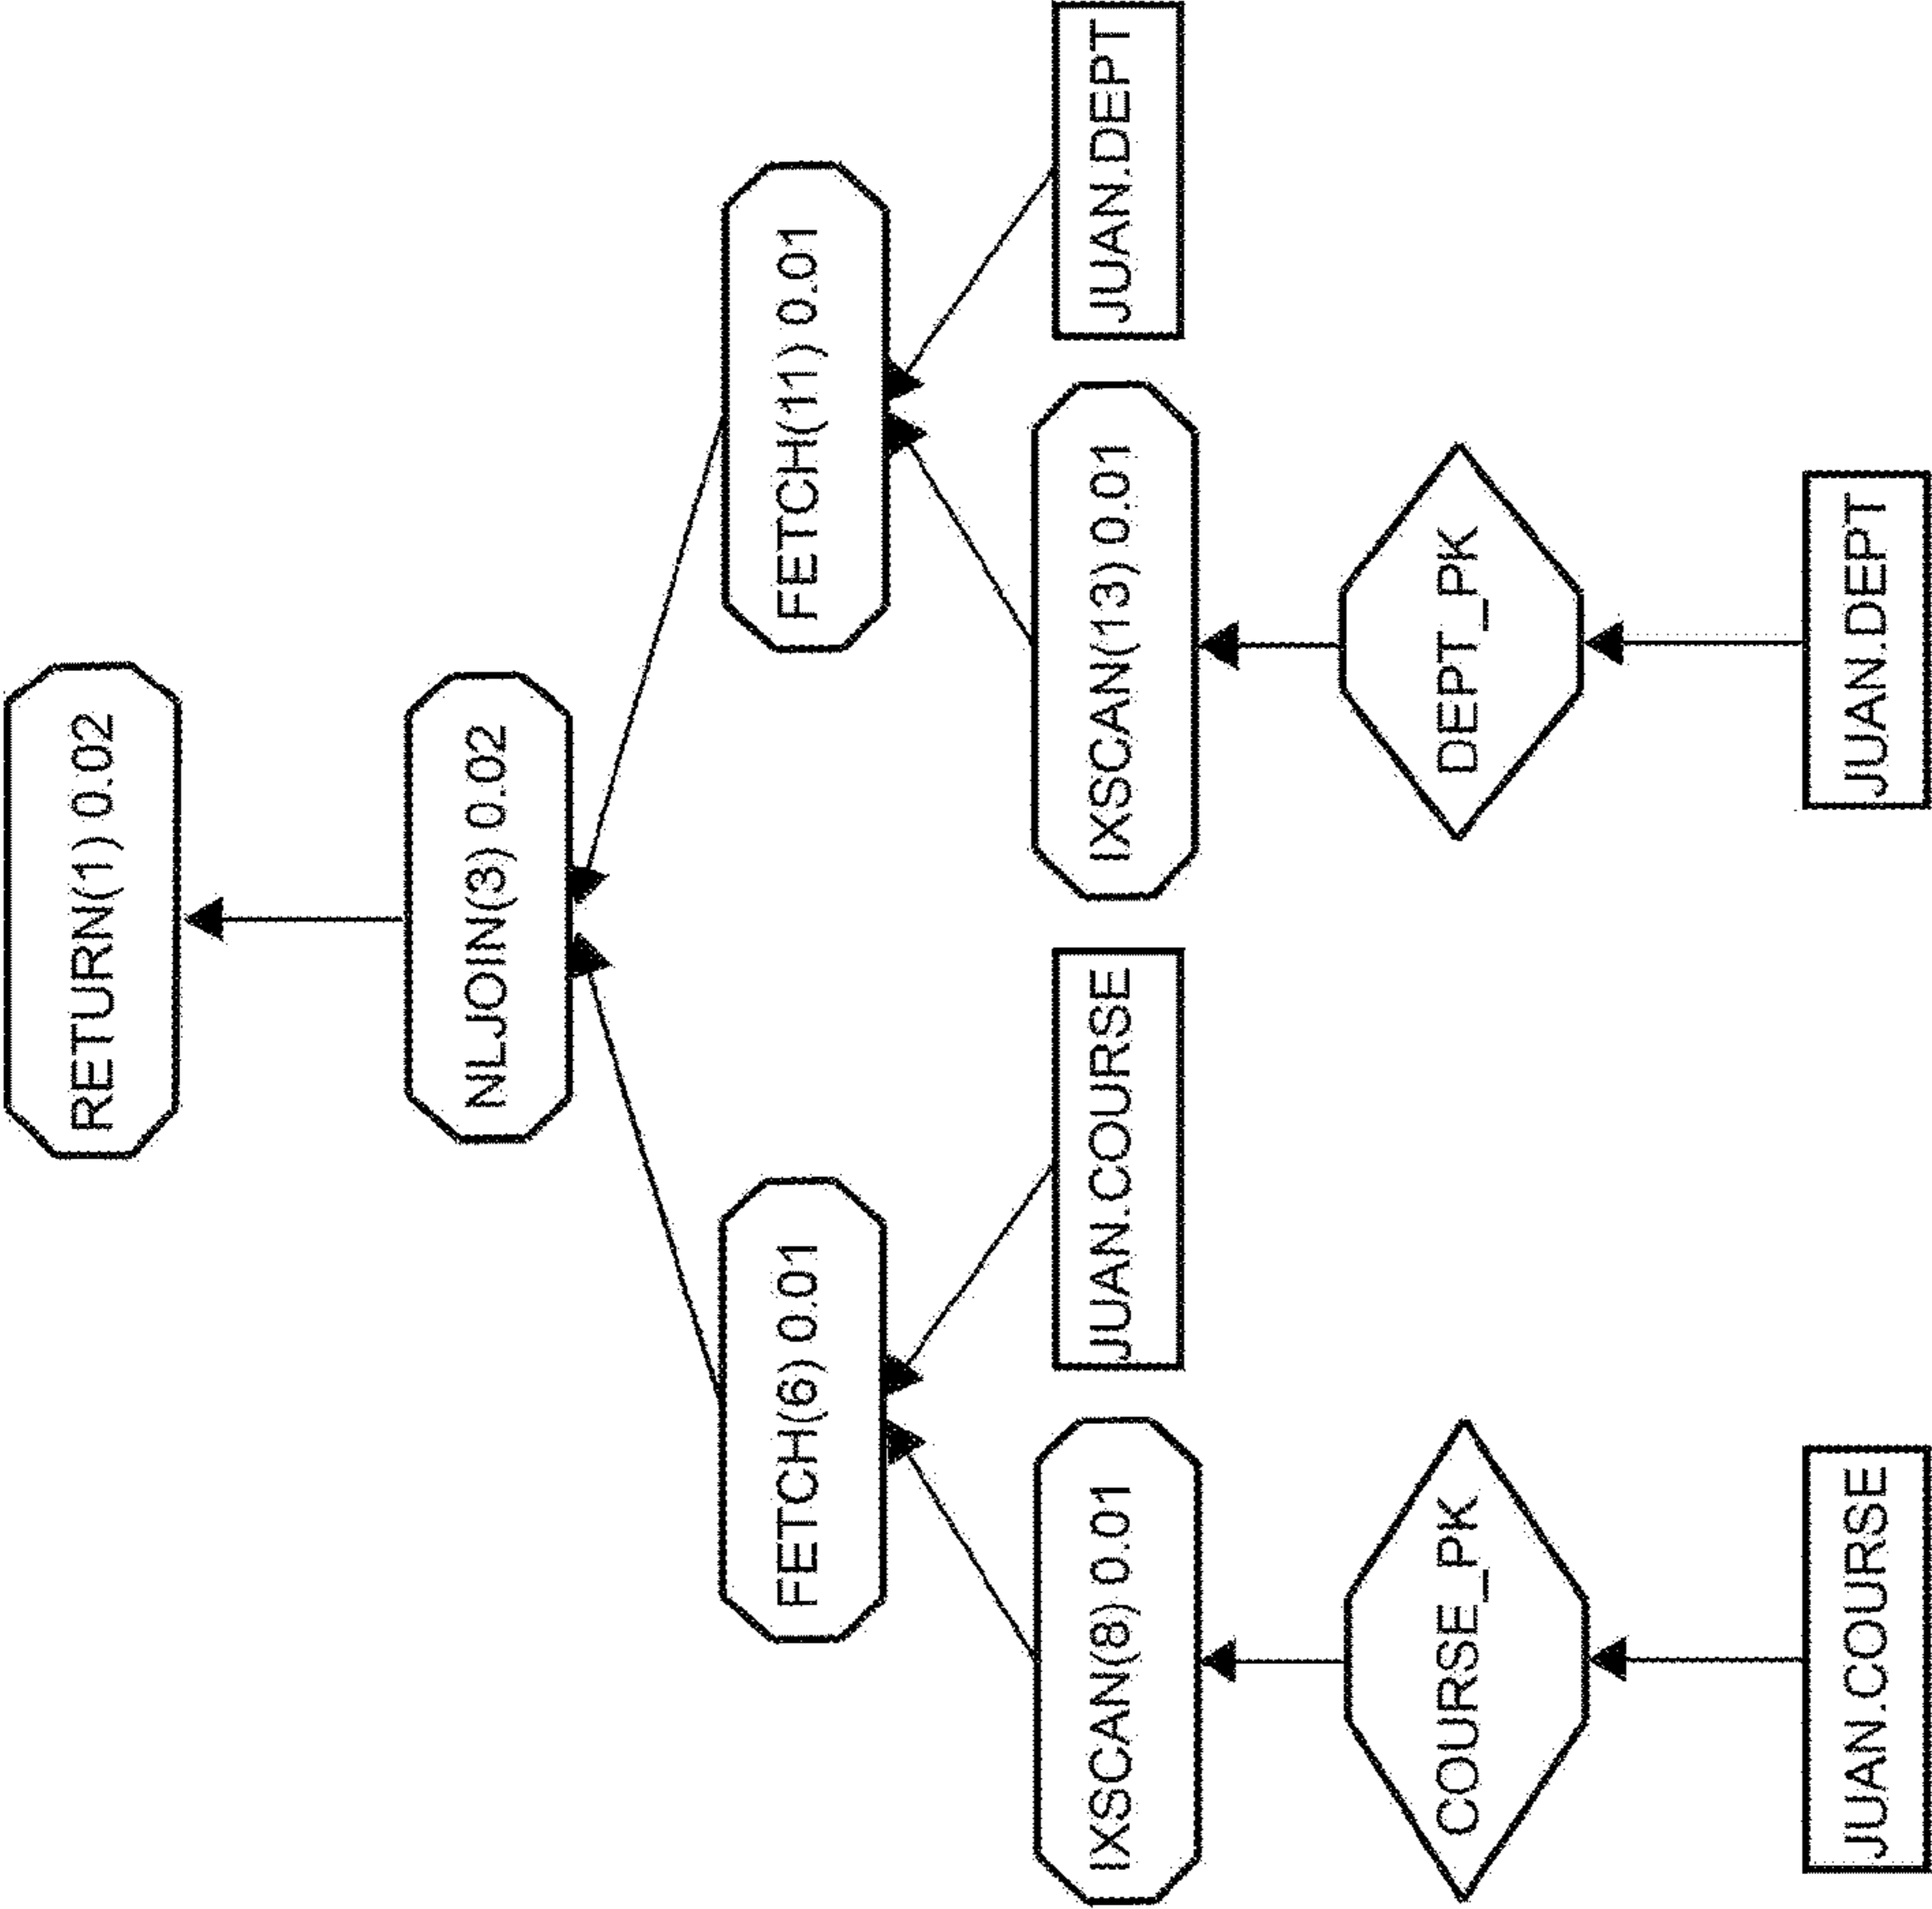 RETURN(1) 0.02
NLJOIN(3) 0.02
FETCH(6) 0.01
FETCH(11) 0.01
IXSCAN(8) 0.01
JUAN.COURSE
IXSCAN(13) 0.01
JUAN.DEPT
COURSE_PK
DEPT_PK
JUAN.COURSE
JUAN.DEPT